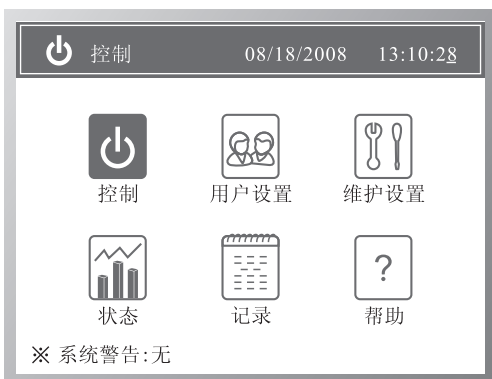 控制 08/18/2008 13:10:28
控制 用户设置 维护设置
?
状态 记录 帮助
※ 系统警告:无